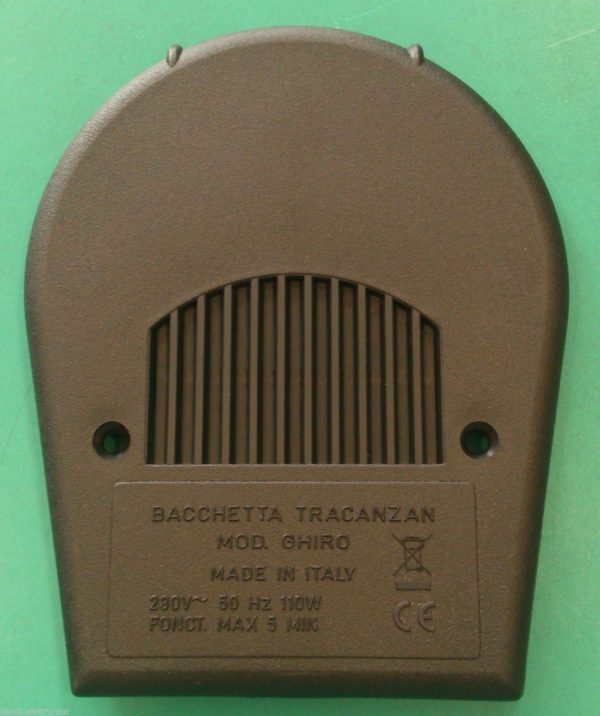 BACCHETTA TRACANZAN
MOD. GHIRO
MADE IN ITALY
230V~ 50 Hz 110W
FONCT. MAX 5 MIN
CE